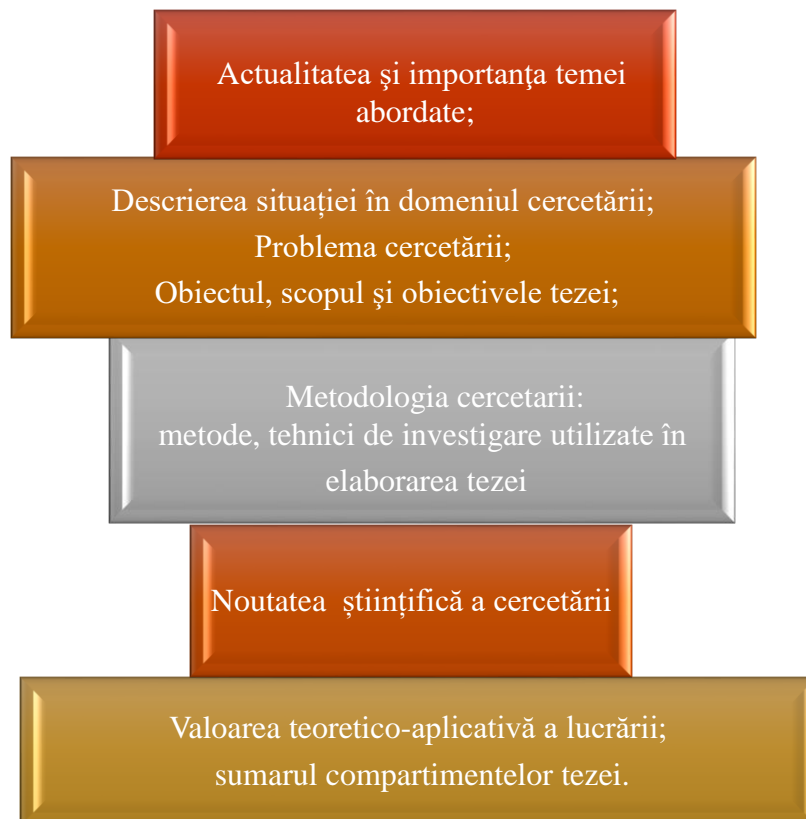 Actualitatea şi importanţa temei
abordate;
Descrierea situației în domeniul cercetării;
Problema cercetării;
Obiectul, scopul şi obiectivele tezei;
Metodologia cercetarii:
metode, tehnici de investigare utilizate în
elaborarea tezei
Noutatea științifică a cercetării
Valoarea teoretico-aplicativă a lucrării;
sumarul compartimentelor tezei.